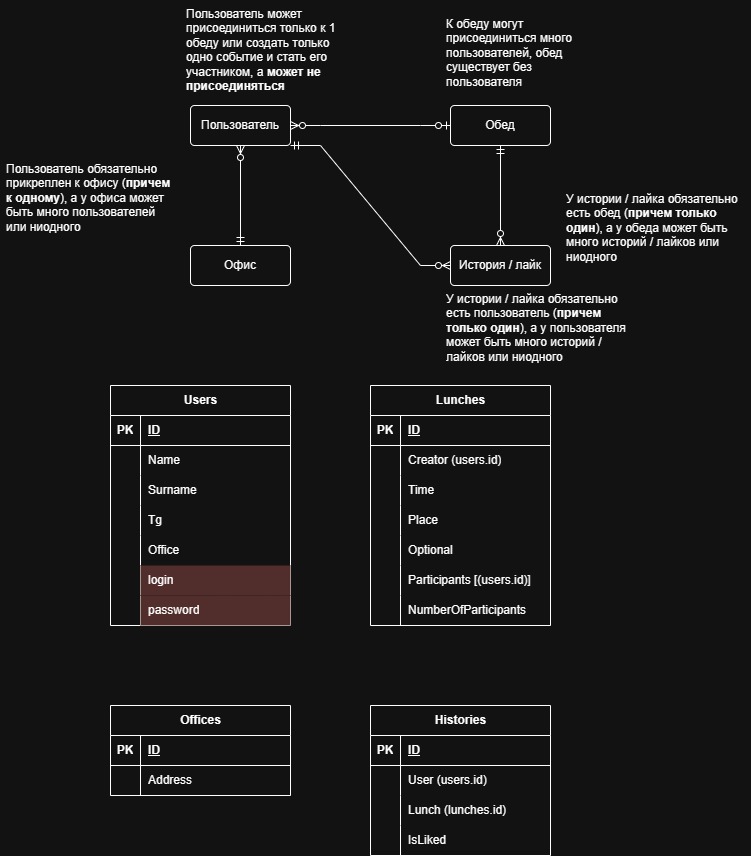 Пользователь может
присоединиться только к 1
обеду или создать только
одно событие и стать его
участником, а может не
присоединяться
К обеду могут
присоединиться много
пользователей, обед
существует без
пользователя
Пользователь
Обед
Пользователь обязательно
прикреплен к офису (причем
к одному), а у офиса может
быть много пользователей
или ниодного
У истории / лайка обязательно
есть обед (причем только
один), а у обеда может быть
много историй / лайков или
ниодного
Офис
История / лайк
У истории / лайка обязательно
есть пользователь (причем
только один), а у пользователя
может быть много историй /
лайков или ниодного
Users
PK ID
Name
Surname
Tg
Office
login
password
Lunches
PK ID
Creator (users.id)
Time
Place
Optional
Participants [(users.id)]
NumberOfParticipants
Offices
PK ID
Address
Histories
PK ID
User (users.id)
Lunch (lunches.id)
IsLiked